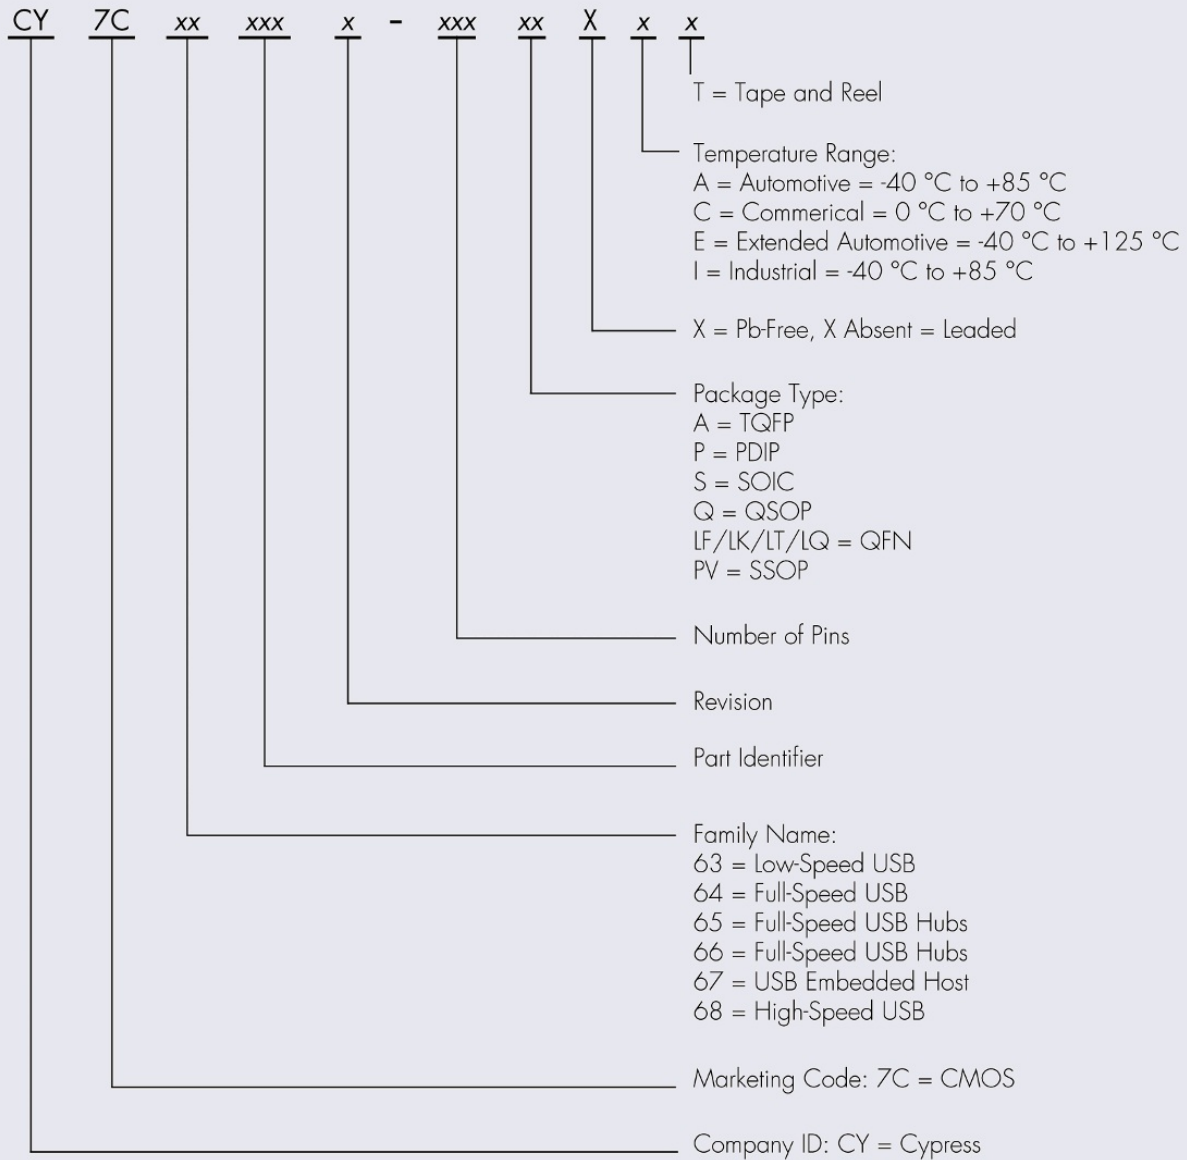 CY 7C xx xxx x - xxx xx X x x
T = Tape and Reel
Temperature Range:
A = Automotive = -40 °C to +85 °C
C = Commerical = 0 °C to +70 °C
E = Extended Automotive = -40 °C to +125 °C
I = Industrial = -40 °C to +85 °C
X = Pb-Free, X Absent = Leaded
Package Type:
A = TQFP
P = PDIP
S = SOIC
Q = QSOP
LF/LK/LT/LQ = QFN
PV = SSOP
Number of Pins
Revision
Part Identifier
Family Name:
63 = Low-Speed USB
64 = Full-Speed USB
65 = Full-Speed USB Hubs
66 = Full-Speed USB Hubs
67 = USB Embedded Host
68 = High-Speed USB
Marketing Code: 7C = CMOS
Company ID: CY = Cypress